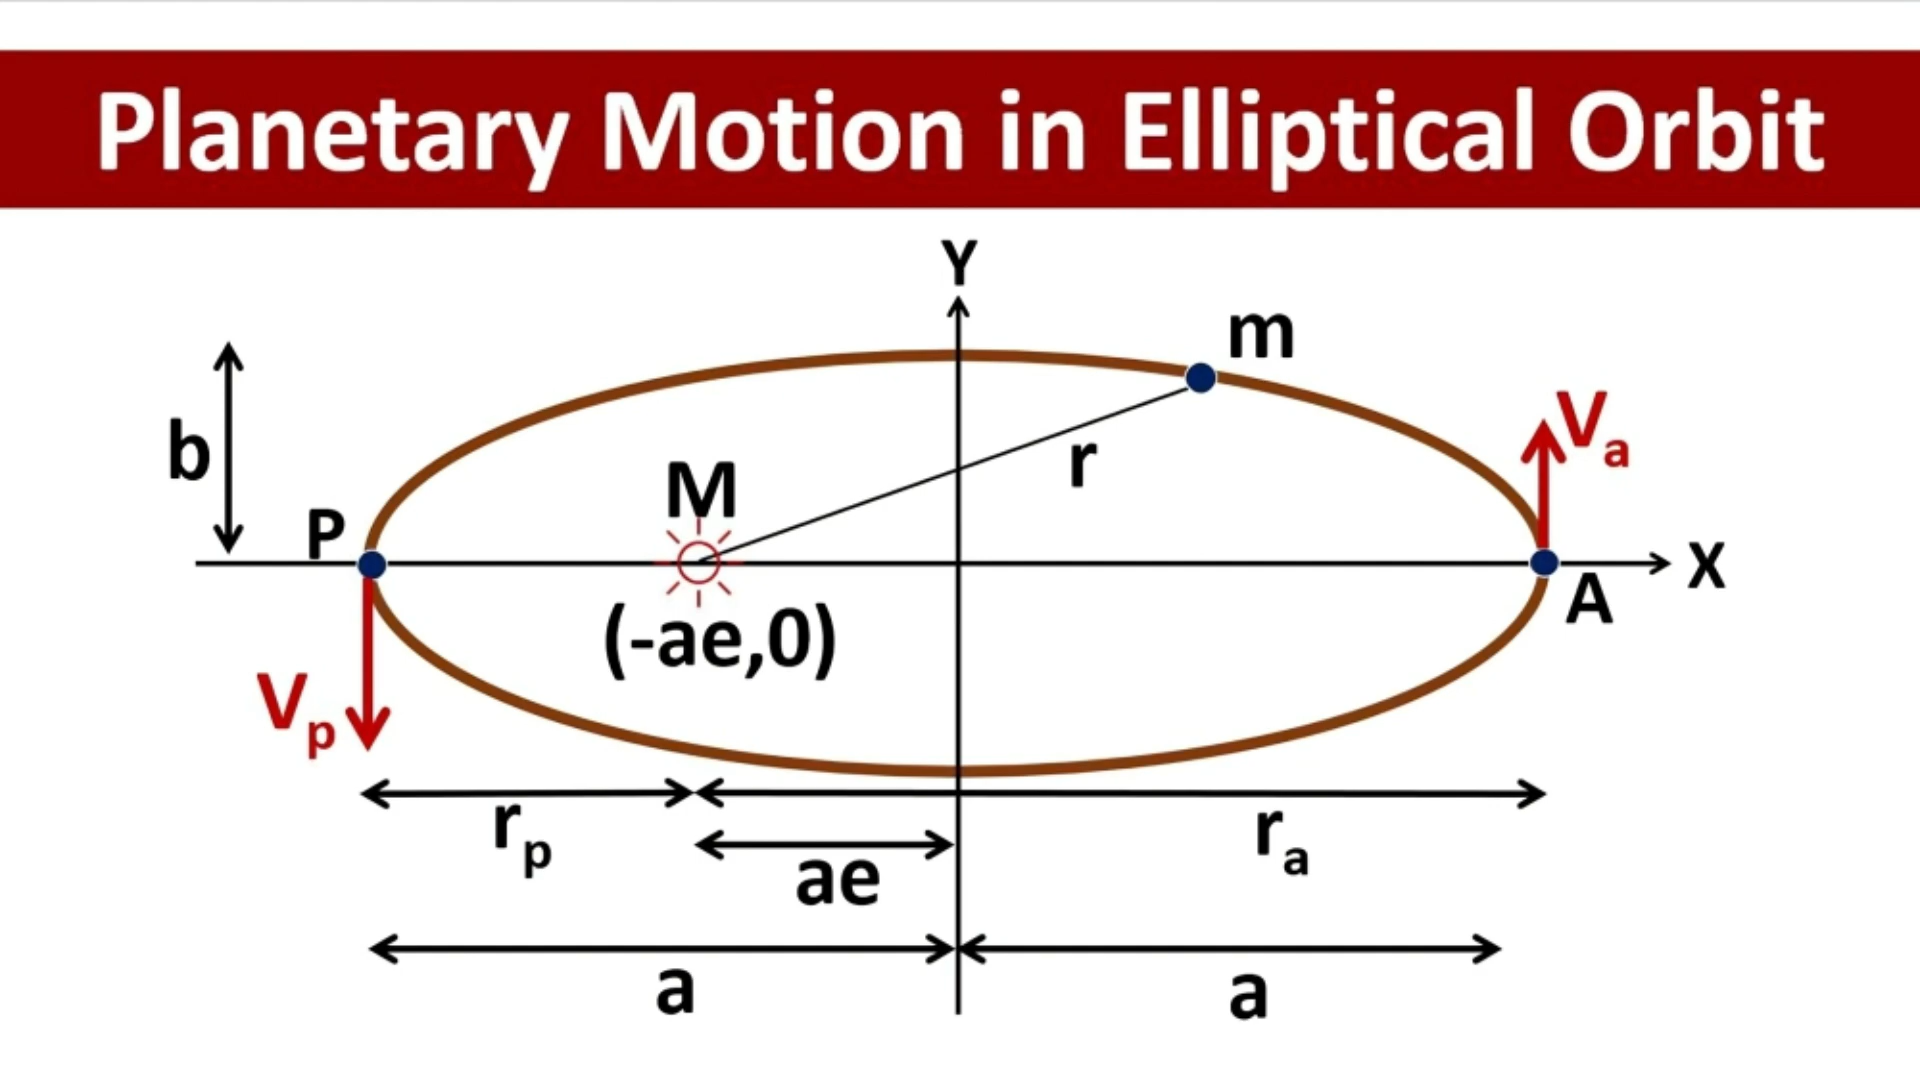 Planetary Motion in Elliptical Orbit
Y
m
Va
b
r
M
P
X
A
(-ae,0)
Vp
rp
ra
ae
a
a